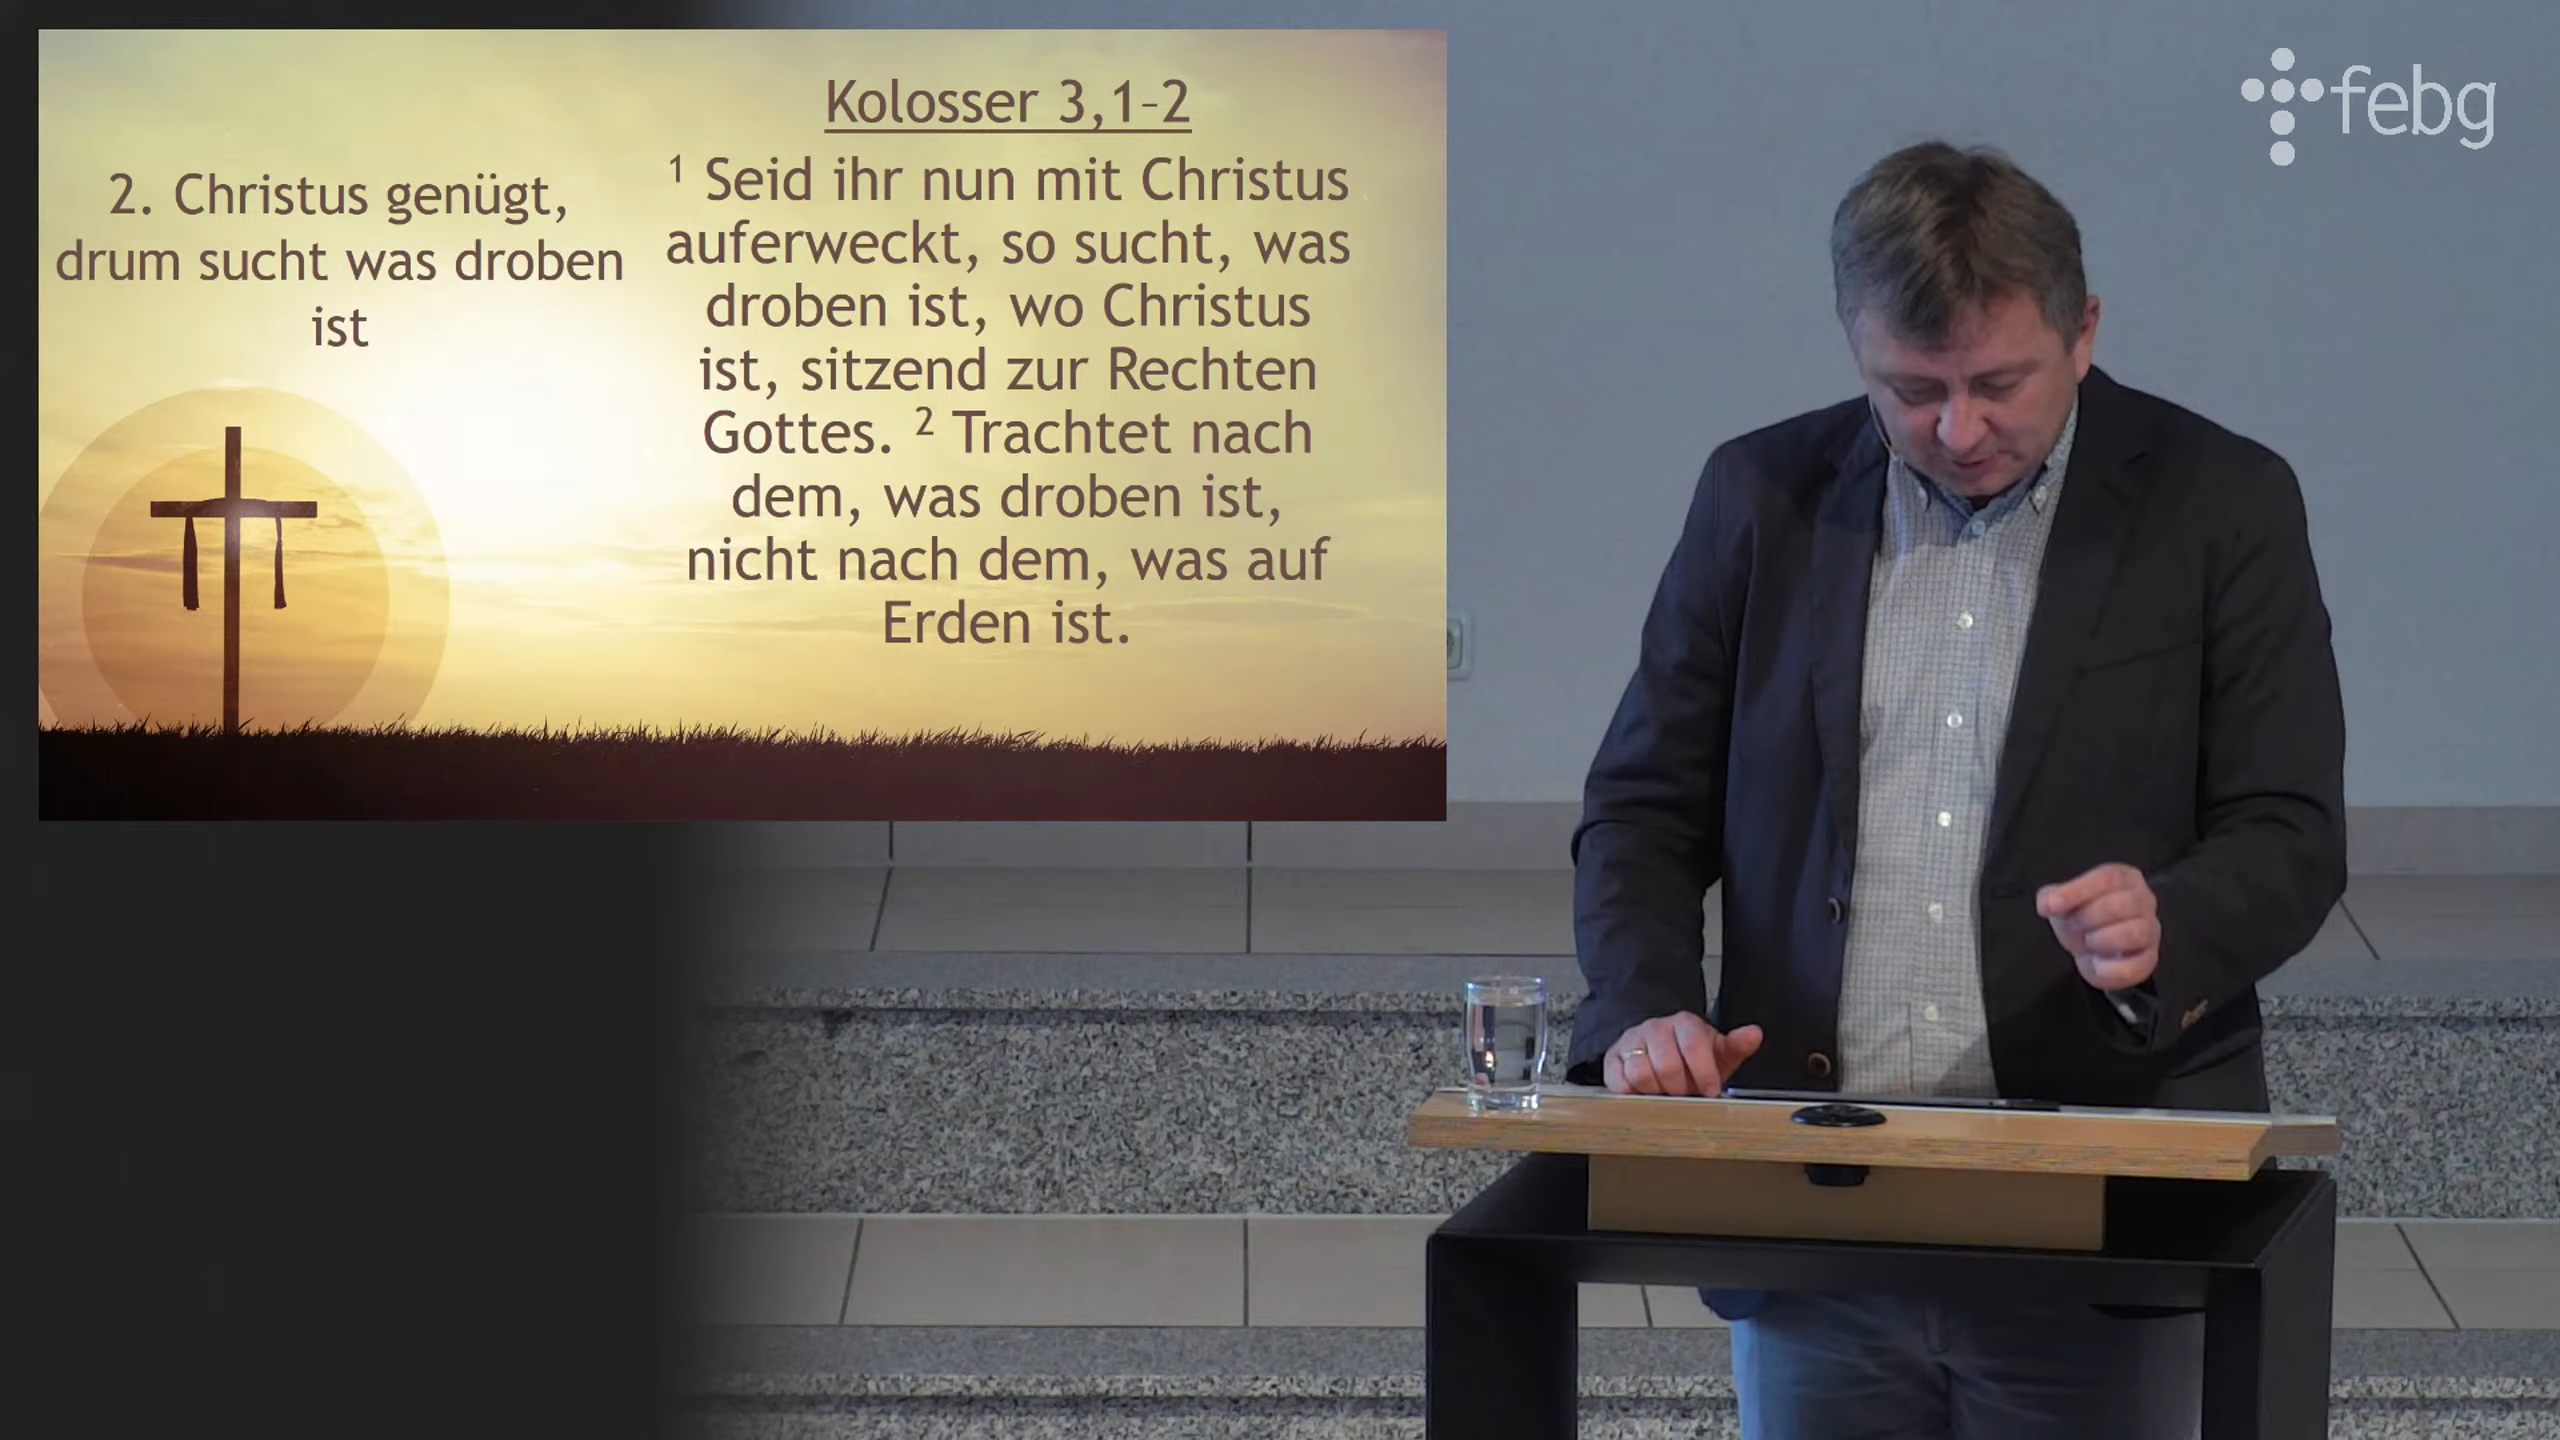 2. Christus genügt,
drum sucht was droben
ist
Kolosser 3,1-2
1 Seid ihr nun mit Christus
auferweckt, so sucht, was
droben ist, wo Christus
ist, sitzend zur Rechten
Gottes. 2 Trachtet nach
dem, was droben ist,
nicht nach dem, was auf
Erden ist.
febg